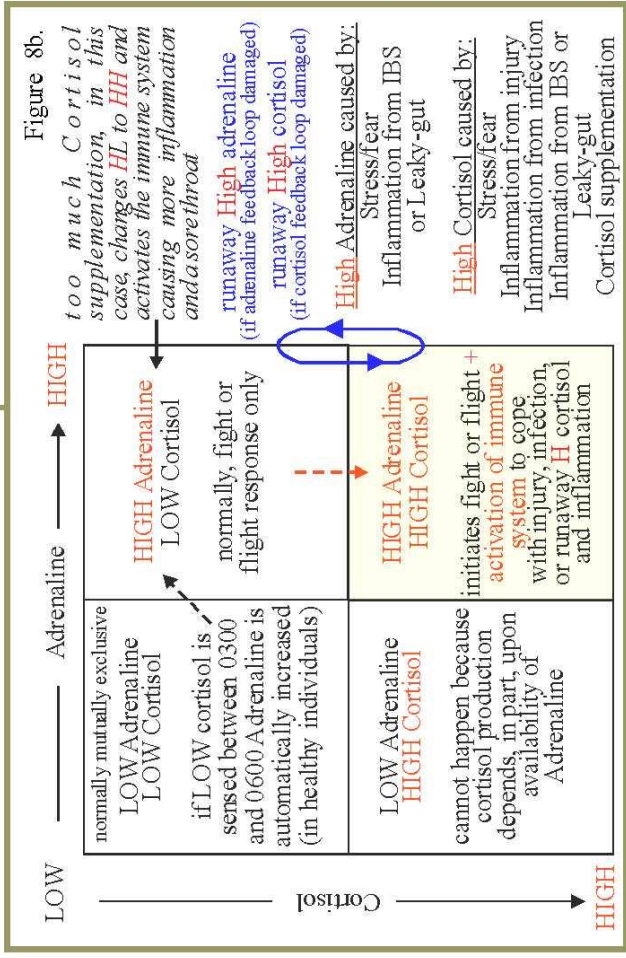 LOW
Adrenaline
HIGH
Figure 8b.
Cortisol
HIGH
normally mutually exclusive
LOW Adrenaline
LOW Cortisol
if LOW cortisol is
sensed between 0300
and 0600 Adrenaline is
automatically increased
(in healthy individuals)
HIGH Adrenaline
LOW Cortisol
normally, fight or
flight response only
LOW Adrenaline
HIGH Cortisol
cannot happen because
cortisol production
depends, in part, upon
availability of
Adrenaline
HIGH Adrenaline
HIGH Cortisol
initiates fight or flight +
activation of immune
system to cope
with injury, infection,
or runaway H cortisol
and inflammation
too much Cortisol
supplementation, in this
case, changes HL to HH and
activates the immune system
causing more inflammation
and a sore throat
runaway High adrenaline
(if adrenaline feedback loop damaged)
runaway High cortisol
(if cortisol feedback loop damaged)
High Adrenaline caused by:
Stress/fear
Inflammation from IBS
or Leaky-gut
High Cortisol caused by:
Stress/fear
Inflammation from injury
Inflammation from infection
Inflammation from IBS or
Leaky-gut
Cortisol supplementation